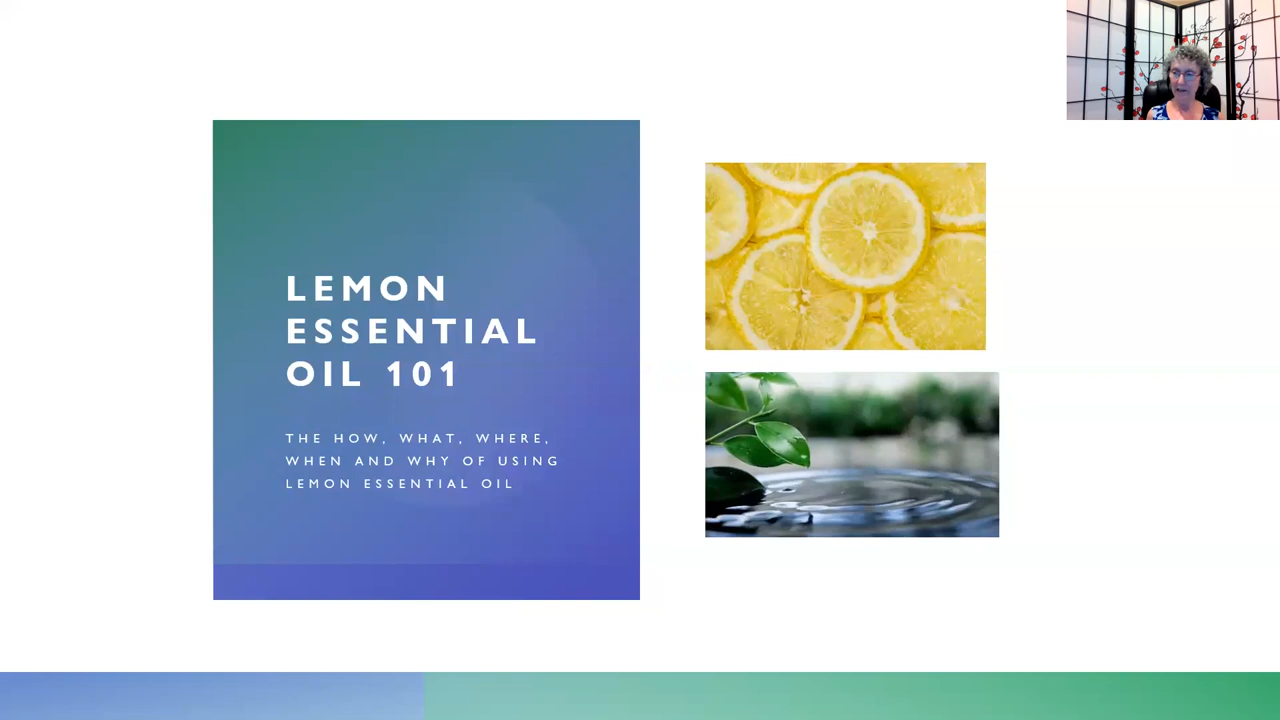 LEMON
ESSENTIAL
OIL 101
THE HOW, WHAT, WHERE,
WHEN AND WHY OF USING
LEMON ESSENTIAL OIL